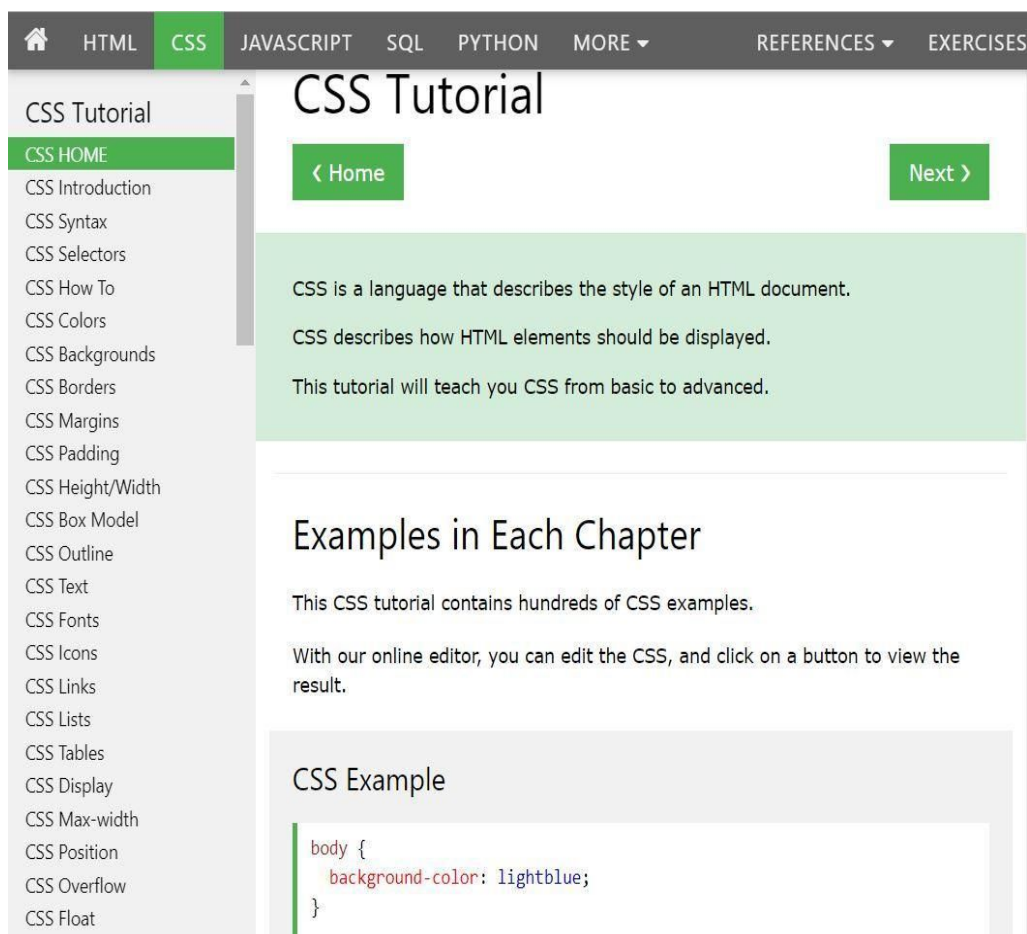 HTML CSS JAVASCRIPT SQL PYTHON MORE REFERENCES EXERCISES
CSS Tutorial
CSS HOME
CSS Introduction
CSS Syntax
CSS Selectors
CSS How To
CSS Colors
CSS Backgrounds
CSS Borders
CSS Margins
CSS Padding
CSS Height/Width
CSS Box Model
CSS Outline
CSS Text
CSS Fonts
CSS Icons
CSS Links
CSS Lists
CSS Tables
CSS Display
CSS Max-width
CSS Position
CSS Overflow
CSS Float
CSS Tutorial
❮ Home
Next ❯
CSS is a language that describes the style of an HTML document.
CSS describes how HTML elements should be displayed.
This tutorial will teach you CSS from basic to advanced.
Examples in Each Chapter
This CSS tutorial contains hundreds of CSS examples.
With our online editor, you can edit the CSS, and click on a button to view the
result.
CSS Example
body {
  background-color: lightblue;
}